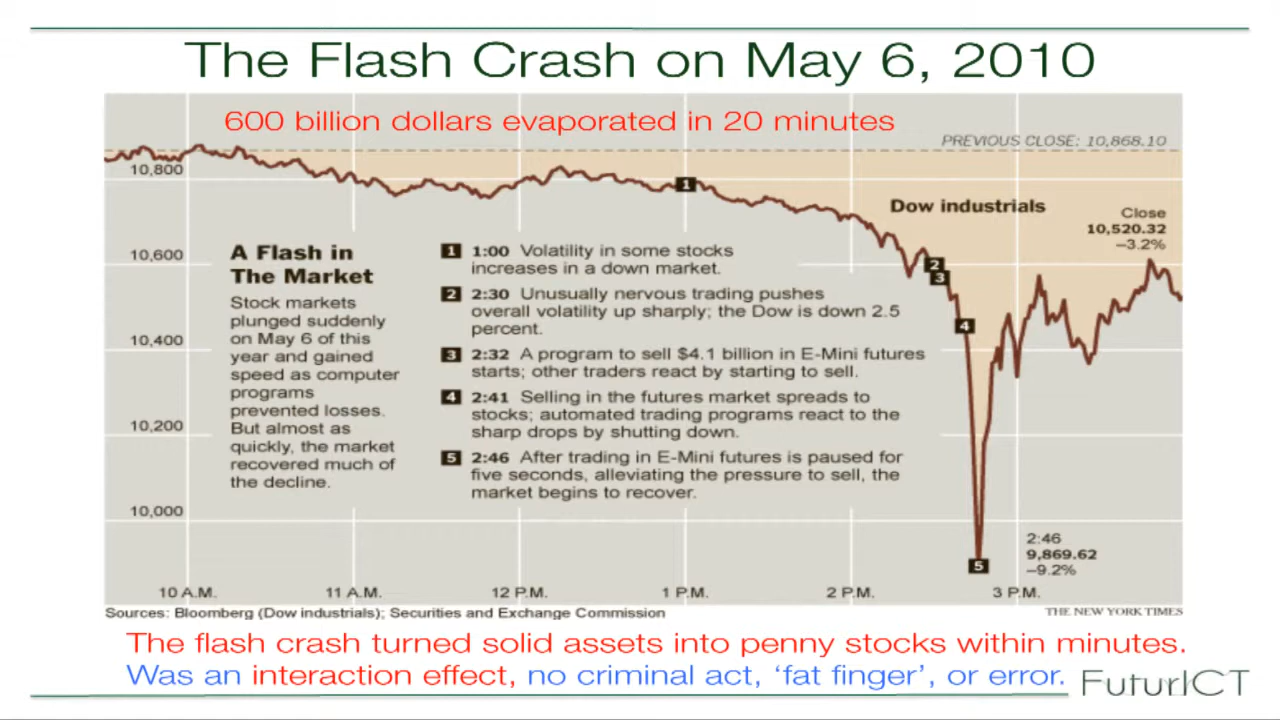 The Flash Crash on May 6, 2010
600 billion dollars evaporated in 20 minutes
PREVIOUS CLOSE: 10,868.10
10,800
10,600
10,400
10,200
10,000
Dow industrials
Close
10,520.32
–3.2%
A Flash in
The Market
Stock markets
plunged suddenly
on May 6 of this
year and gained
speed as computer
programs
prevented losses.
But almost as
quickly, the market
recovered much of
the decline.
1 1:00 Volatility in some stocks
increases in a down market.
2 2:30 Unusually nervous trading pushes
overall volatility up sharply; the Dow is down 2.5
percent.
3 2:32 A program to sell $4.1 billion in E-Mini futures
starts; other traders react by starting to sell.
4 2:41 Selling in the futures market spreads to
stocks; automated trading programs react to the
sharp drops by shutting down.
5 2:46 After trading in E-Mini futures is paused for
five seconds, alleviating the pressure to sell, the
market begins to recover.
1
2
3
4
5
2:46
9,869.62
–9.2%
10 A.M. 11 A.M. 12 P.M. 1 P.M. 2 P.M. 3 P.M.
Sources: Bloomberg (Dow industrials); Securities and Exchange Commission
THE NEW YORK TIMES
The flash crash turned solid assets into penny stocks within minutes.
Was an interaction effect, no criminal act, ‘fat finger’, or error.
FuturICT